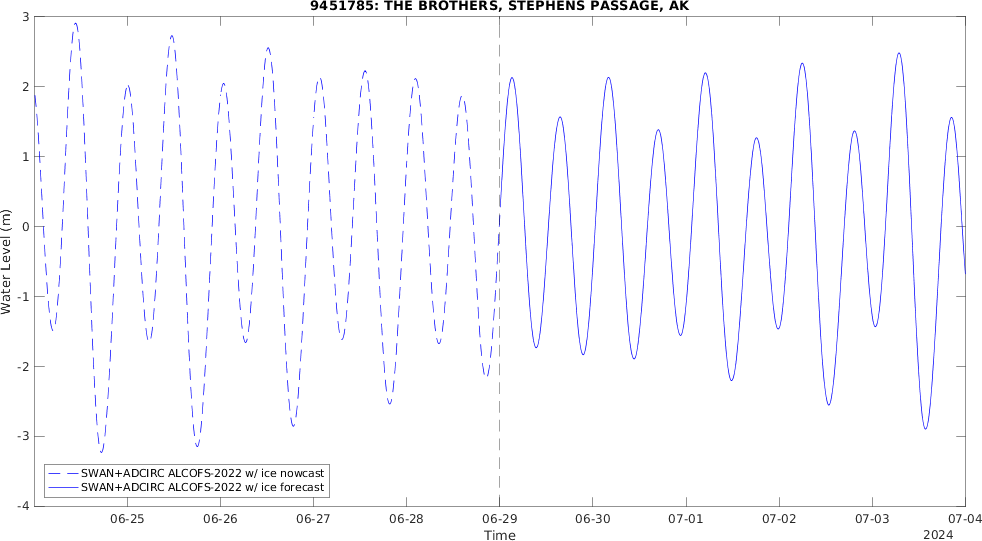 9451785: THE BROTHERS, STEPHENS PASSAGE, AK
3
2
1
0
-1
-2
-3
-4
Water Level (m)
SWAN+ADCIRC ALCOFS-2022 w/ ice nowcast
SWAN+ADCIRC ALCOFS-2022 w/ ice forecast
06-25 06-26 06-27 06-28 06-29 06-30 07-01 07-02 07-03 07-04
Time
2024